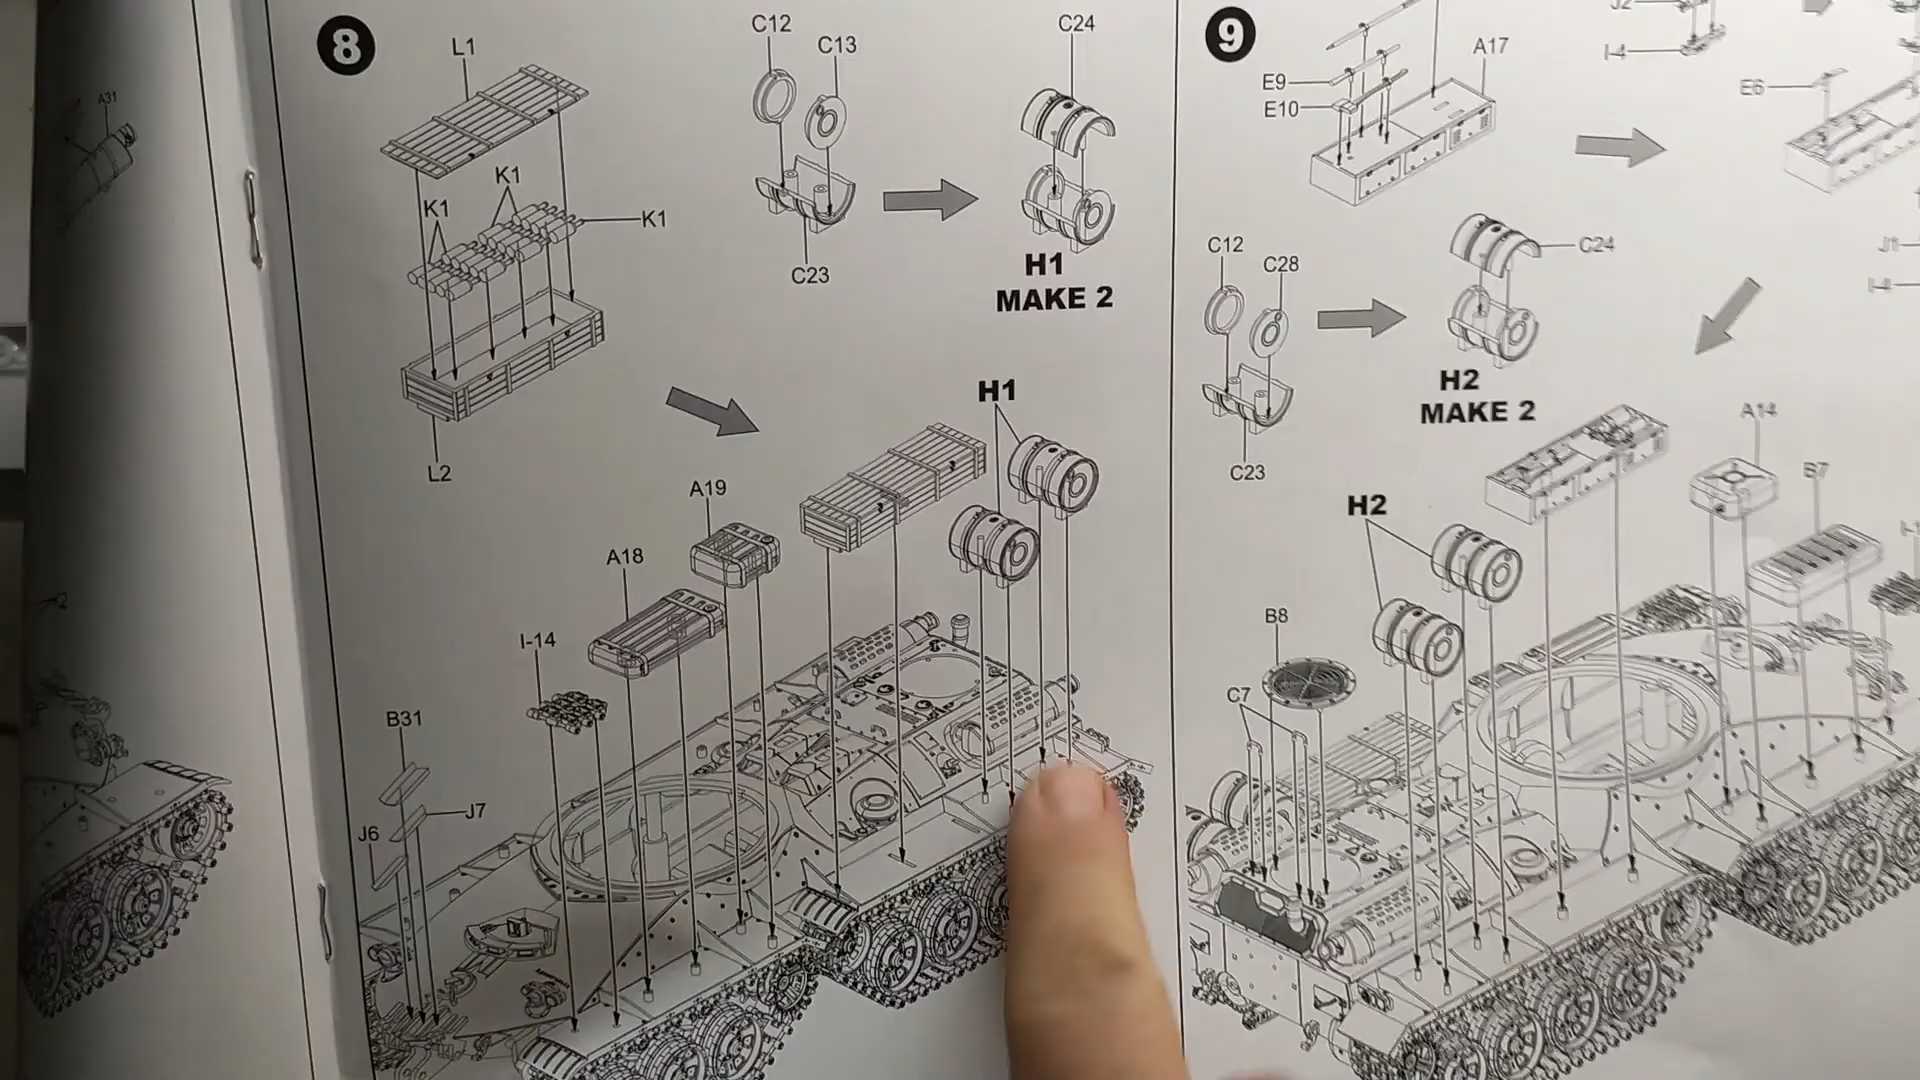 A31
8
L1
K1
K1
K1
L2
C12
C13
C23
C24
H1
MAKE 2
H1
A19
A18
I-14
B31
J7
J6
9
E9
E10
A17
J2
I-4
E6
J1
I-4
C12
C28
C23
C24
H2
MAKE 2
A14
B7
H2
B8
C7